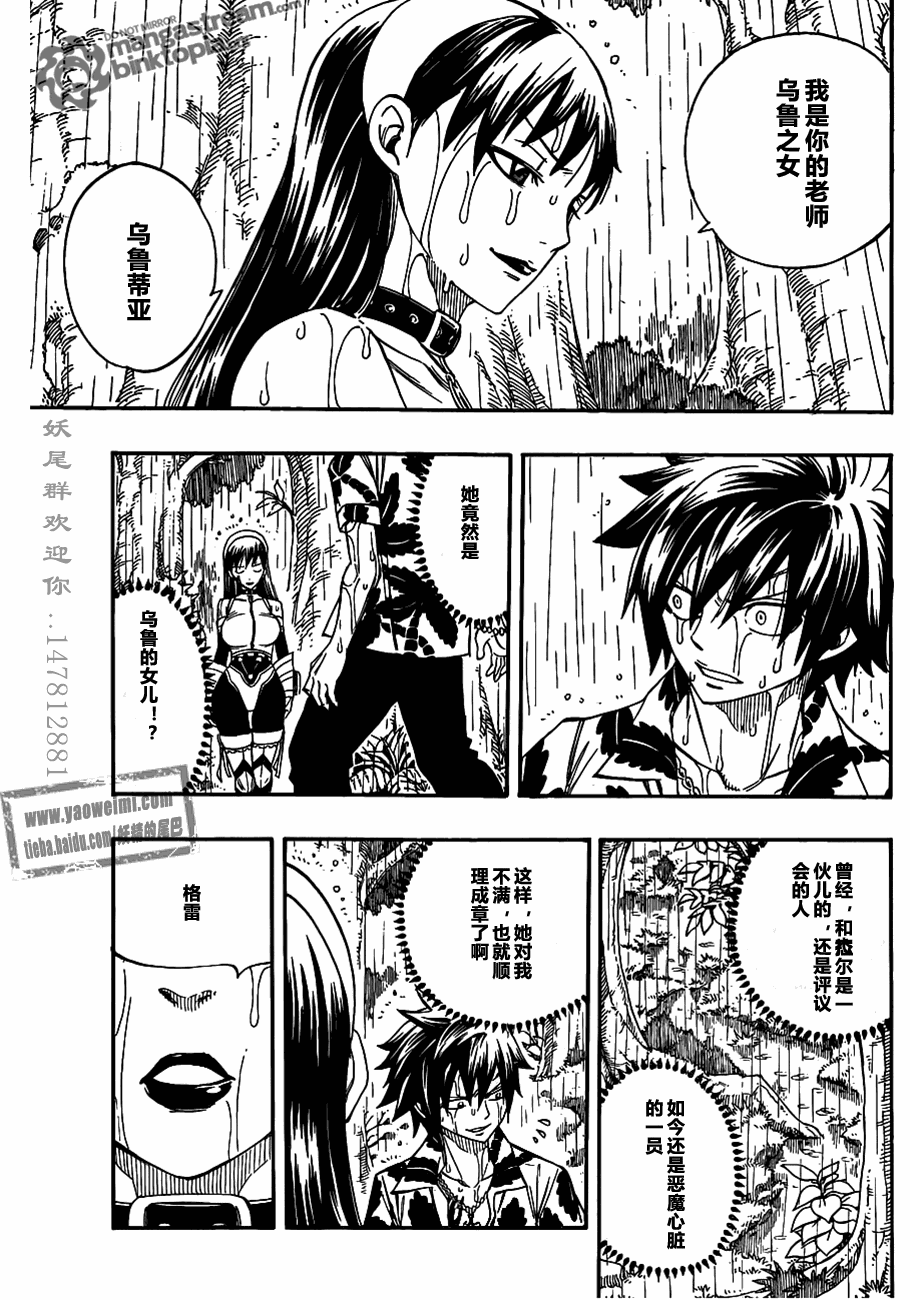 DO NOT MIRROR
mangastream.com
binktopia
我是你的老师
乌鲁之女
乌鲁蒂亚
她竟然是
乌鲁的女儿！？
曾经，和
杰尔是一
伙儿的，还是评议
会的人
如今还是恶魔心脏
的一员
这样，她对我
不满，也就顺
理成章了啊
格雷
妖尾群欢迎你..147812881
www.yaoweimi.com
tieba.baidu.com/妖精的尾巴